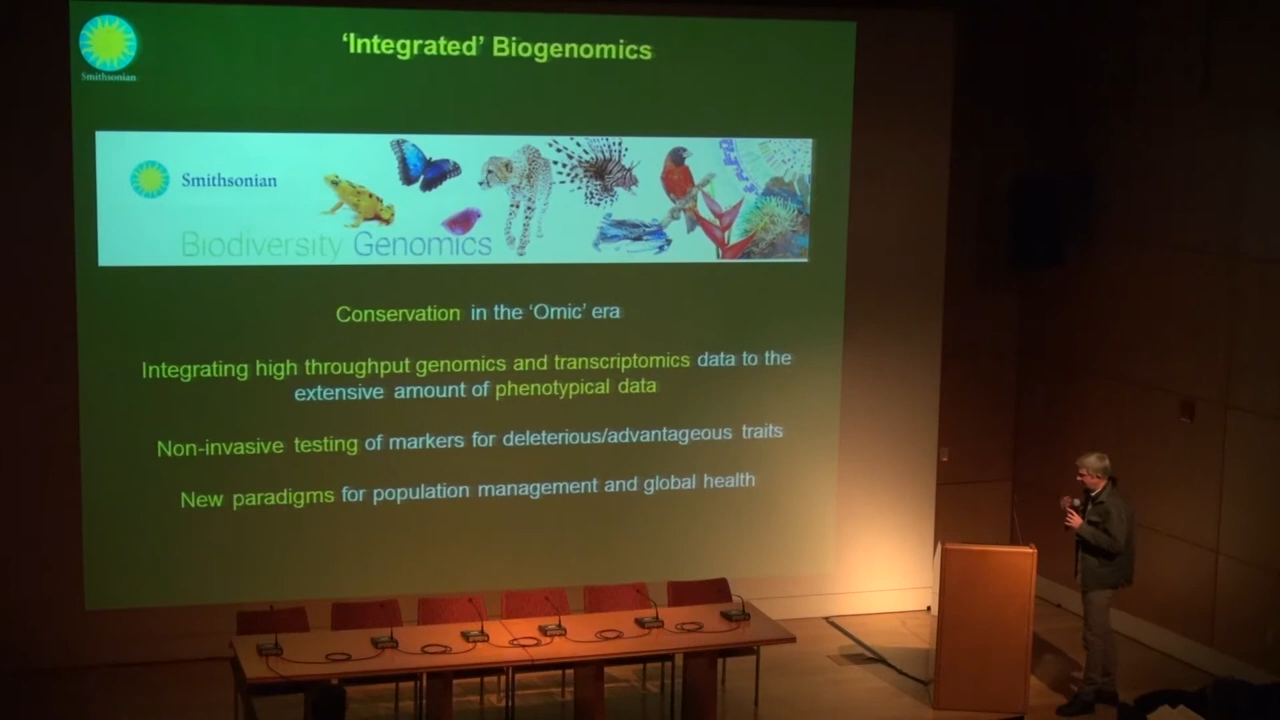 Smithsonian
‘Integrated’ Biogenomics
Smithsonian
Biodiversity Genomics
Conservation in the ‘Omic’ era
Integrating high throughput genomics and transcriptomics data to the
extensive amount of phenotypical data
Non-invasive testing of markers for deleterious/advantageous traits
New paradigms for population management and global health